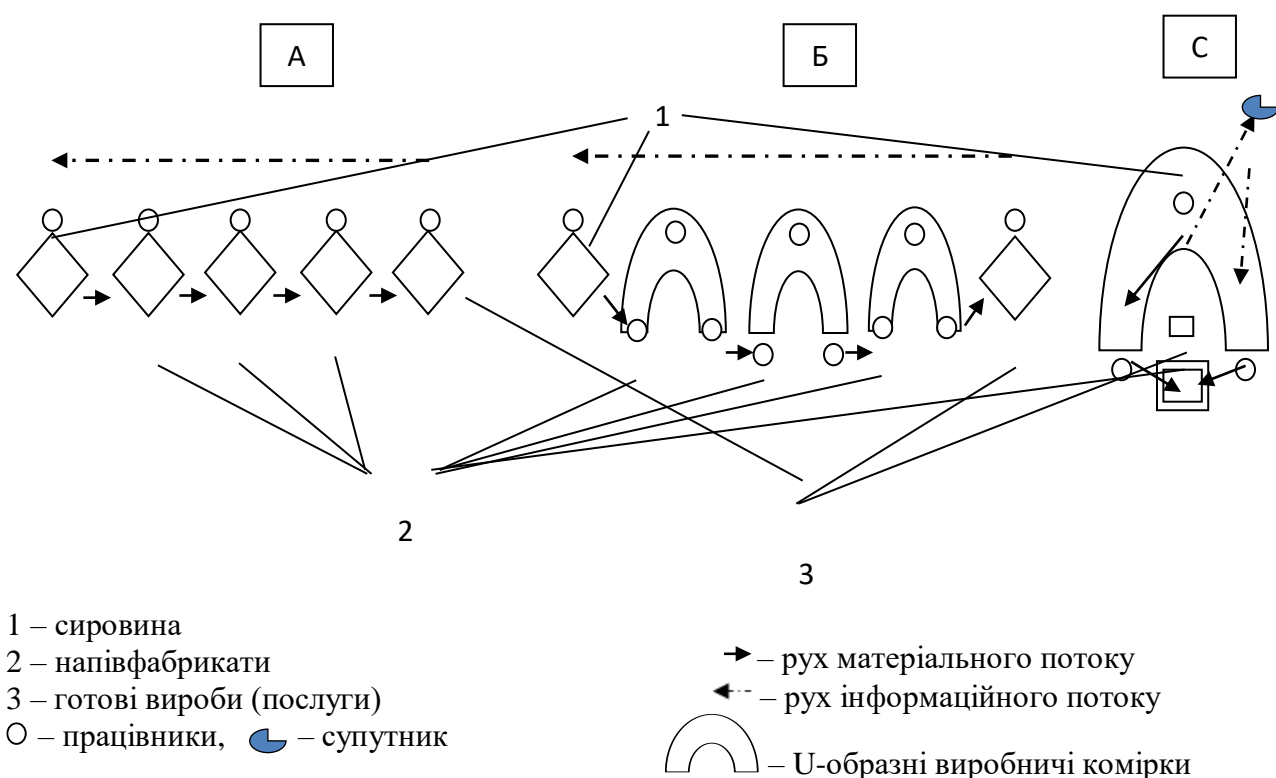 А
Б
С
1
2
3
1 – сировина
2 – напівфабрикати
3 – готові вироби (послуги)
– працівники, – супутник
– рух матеріального потоку
– рух інформаційного потоку
– U-образні виробничі комірки